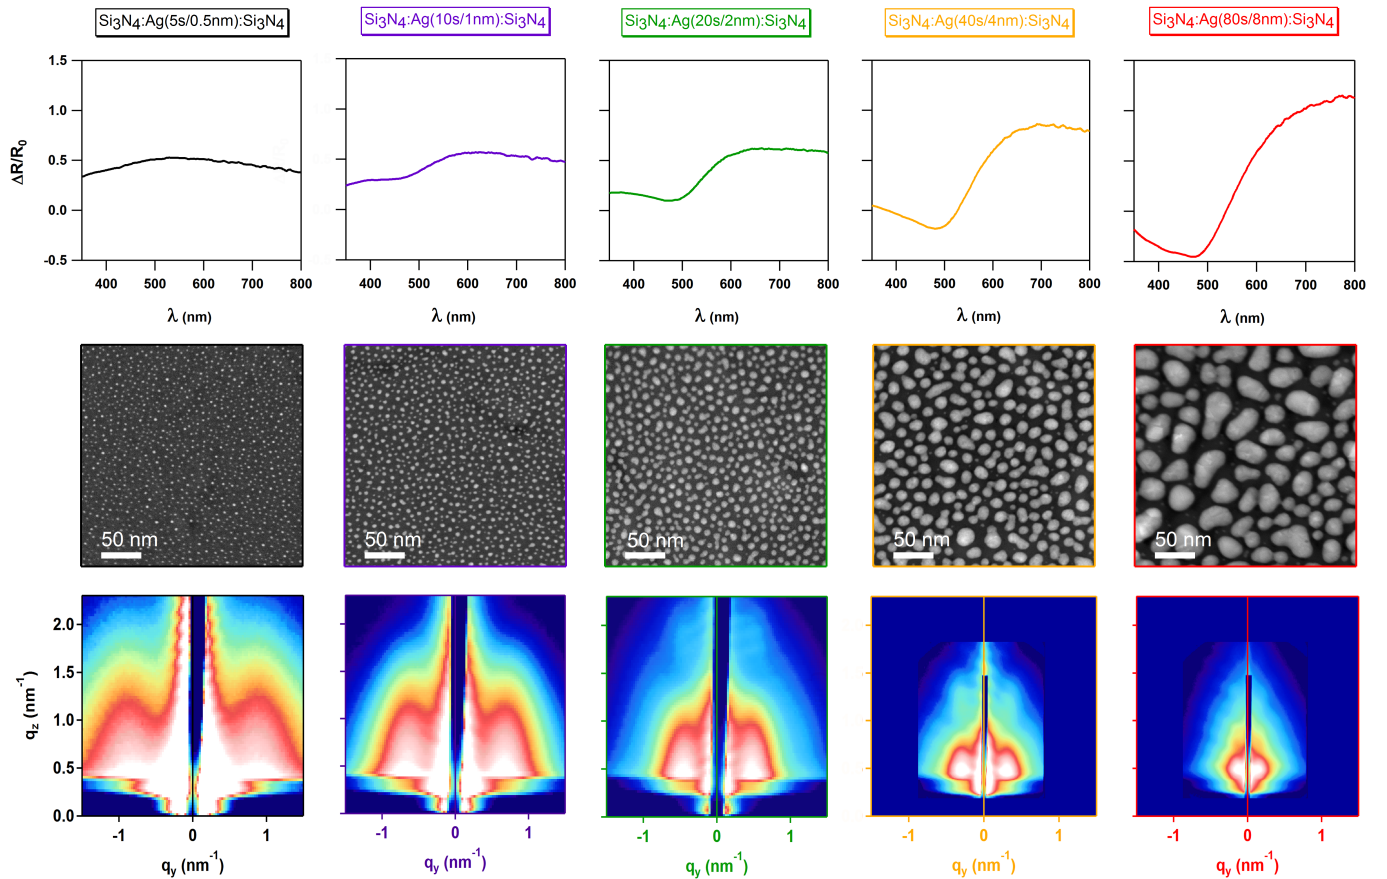 Si3N4:Ag(5s/0.5nm):Si3N4
Si3N4:Ag(10s/1nm):Si3N4
Si3N4:Ag(20s/2nm):Si3N4
Si3N4:Ag(40s/4nm):Si3N4
Si3N4:Ag(80s/8nm):Si3N4
1.5
1.0
0.5
0.0
-0.5
ΔR/R0
400 500 600 700 800
400 500 600 700 800
400 500 600 700 800
400 500 600 700 800
400 500 600 700 800
λ (nm)
λ (nm)
λ (nm)
λ (nm)
λ (nm)
50 nm
50 nm
50 nm
50 nm
50 nm
2.0
1.5
1.0
0.5
0.0
qz (nm-1)
-1 0 1
-1 0 1
-1 0 1
-1 0 1
-1 0 1
qy (nm-1)
qy (nm-1)
qy (nm-1)
qy (nm-1)
qy (nm-1)